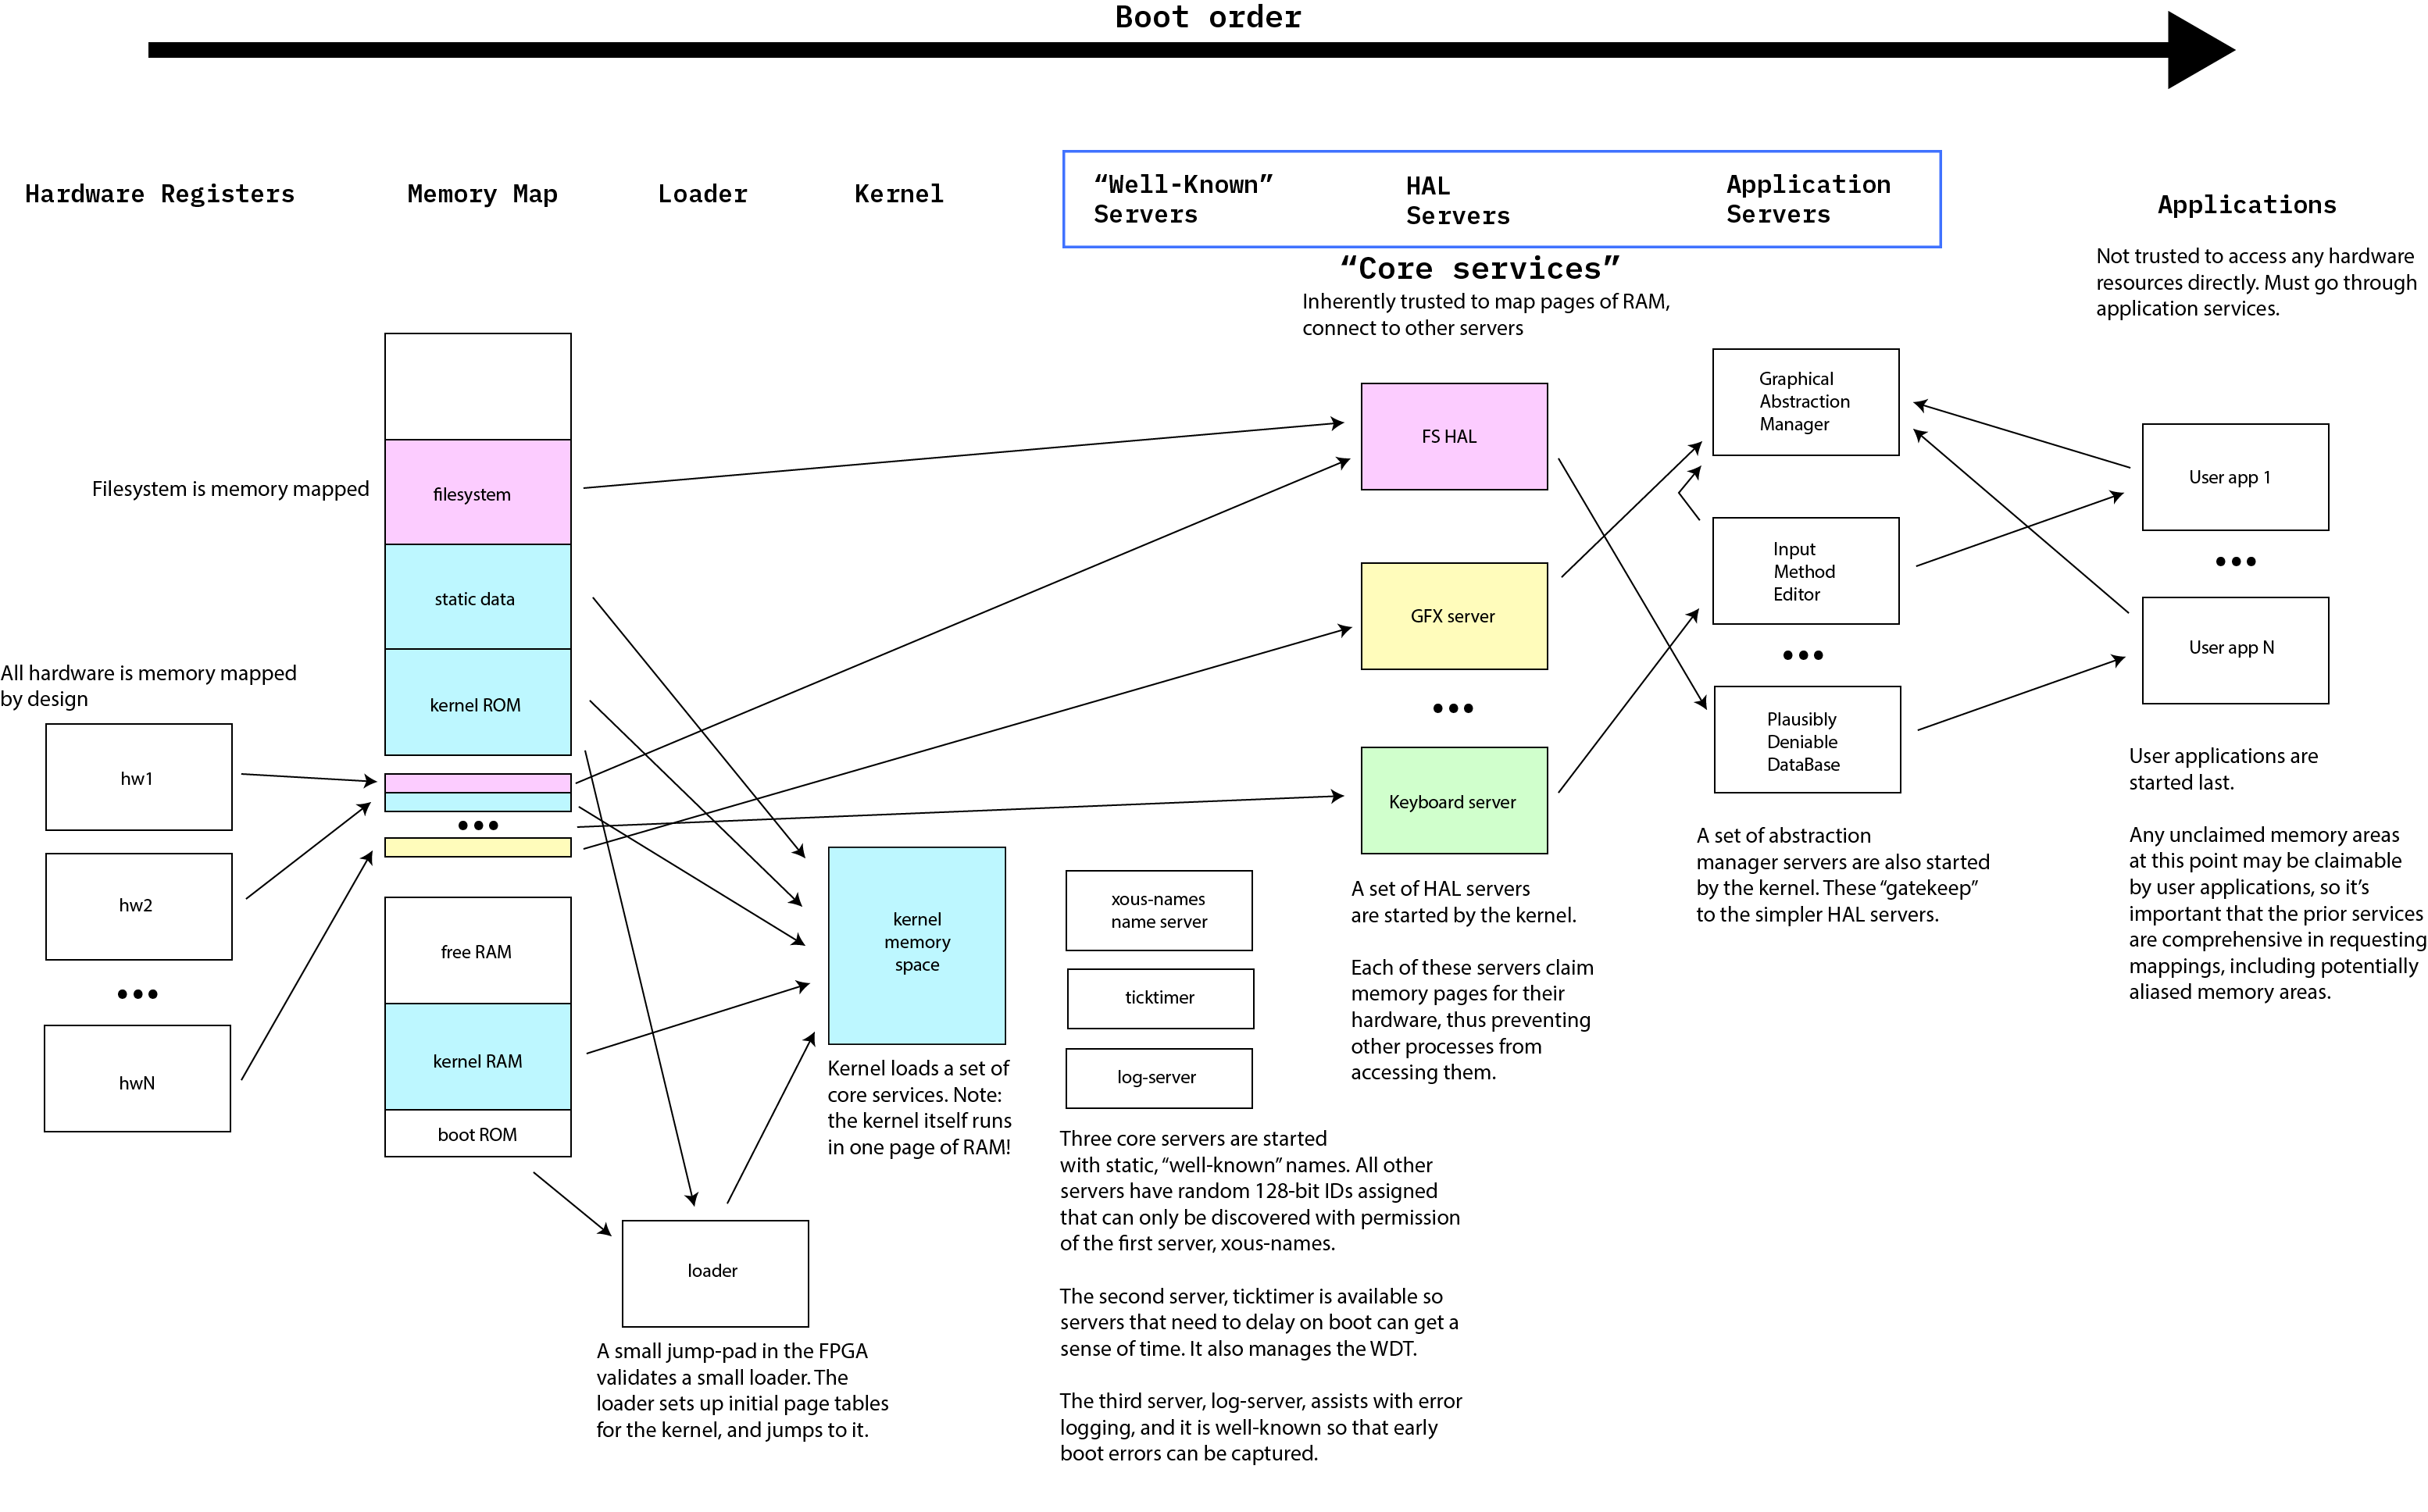 Boot order
Hardware Registers
Memory Map
Loader
Kernel
“Well-Known”
Servers
HAL
Servers
Application
Servers
“Core services”
Inherently trusted to map pages of RAM,
connect to other servers
Applications
Not trusted to access any hardware
resources directly. Must go through
application services.
Filesystem is memory mapped
All hardware is memory mapped
by design
hw1
hw2
•••
hwN
filesystem
static data
kernel ROM
•••
free RAM
kernel RAM
boot ROM
loader
A small jump-pad in the FPGA
validates a small loader. The
loader sets up initial page tables
for the kernel, and jumps to it.
kernel
memory
space
Kernel loads a set of
core services. Note:
the kernel itself runs
in one page of RAM!
xous-names
name server
ticktimer
log-server
Three core servers are started
with static, “well-known” names. All other
servers have random 128-bit IDs assigned
that can only be discovered with permission
of the first server, xous-names.
The second server, ticktimer is available so
servers that need to delay on boot can get a
sense of time. It also manages the WDT.
The third server, log-server, assists with error
logging, and it is well-known so that early
boot errors can be captured.
FS HAL
GFX server
•••
Keyboard server
A set of HAL servers
are started by the kernel.
Each of these servers claim
memory pages for their
hardware, thus preventing
other processes from
accessing them.
Graphical
Abstraction
Manager
Input
Method
Editor
•••
Plausibly
Deniable
DataBase
A set of abstraction
manager servers are also started
by the kernel. These “gatekeep”
to the simpler HAL servers.
User app 1
•••
User app N
User applications are
started last.
Any unclaimed memory areas
at this point may be claimable
by user applications, so it’s
important that the prior services
are comprehensive in requesting
mappings, including potentially
aliased memory areas.